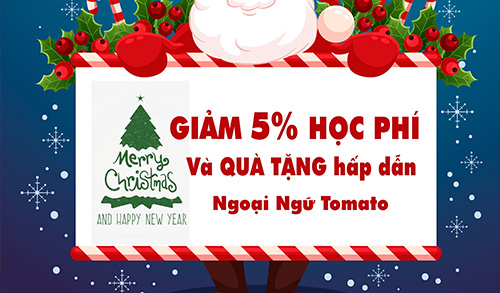 Merry
Christmas
AND HAPPY NEW YEAR
GIẢM 5% HỌC PHÍ
Và QUÀ TẶNG hấp dẫn
Ngoại Ngữ Tomato